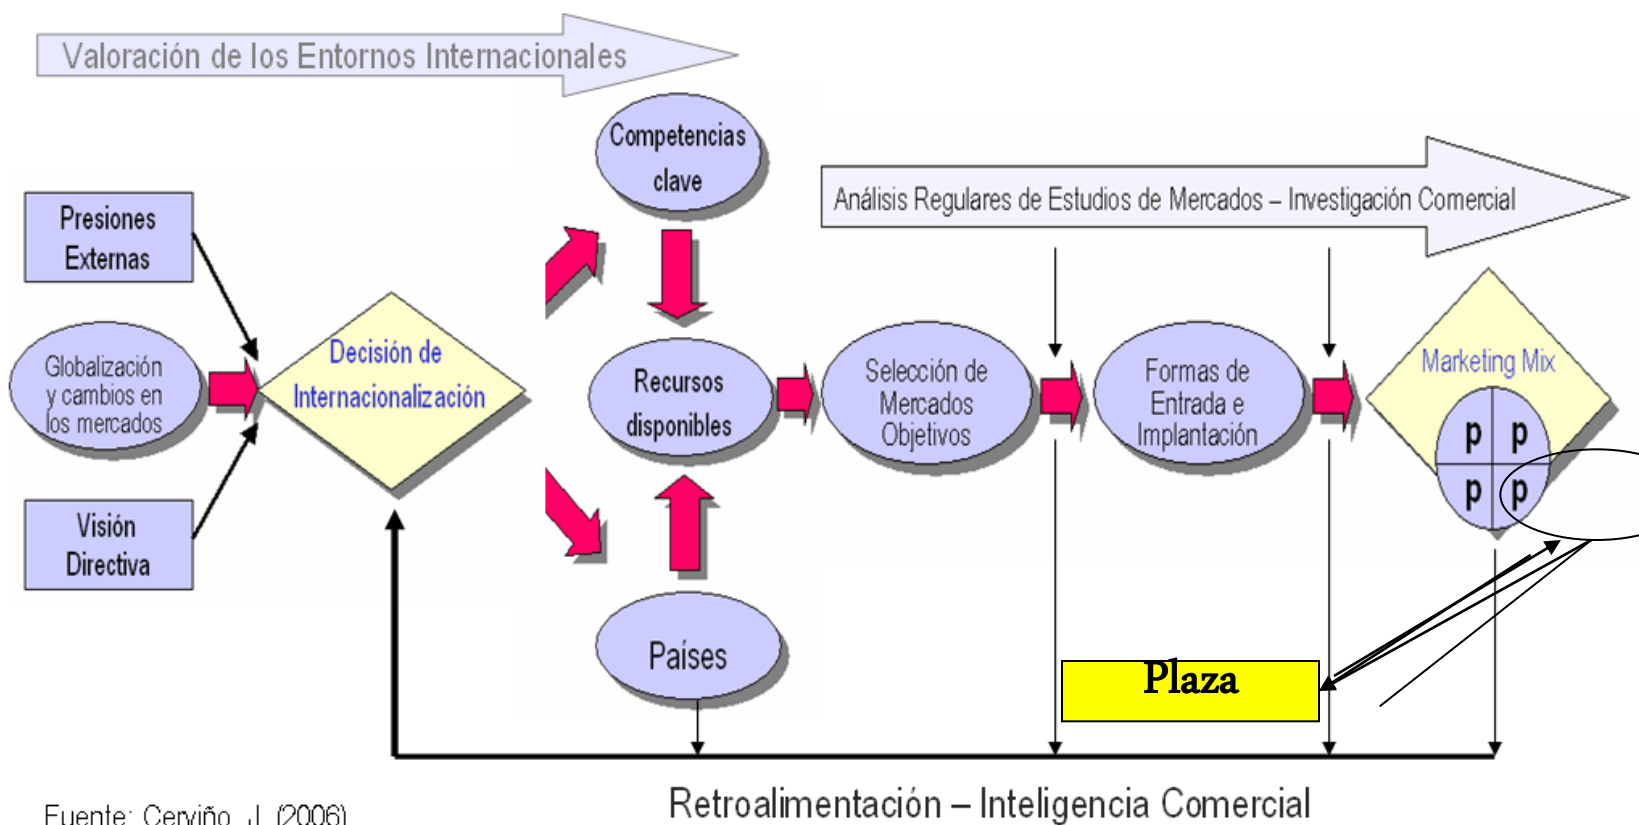 Valoración de los Entornos Internacionales
Competencias
clave
Análisis Regulares de Estudios de Mercados – Investigación Comercial
Presiones
Externas
Globalización
y cambios en
los mercados
Decisión de
Internacionalización
Recursos
disponibles
Selección de
Mercados
Objetivos
Formas de
Entrada e
Implantación
Marketing Mix
p p
p p
Visión
Directiva
Países
Plaza
Retroalimentación – Inteligencia Comercial
Fuente: Cerviño, J. (2006)